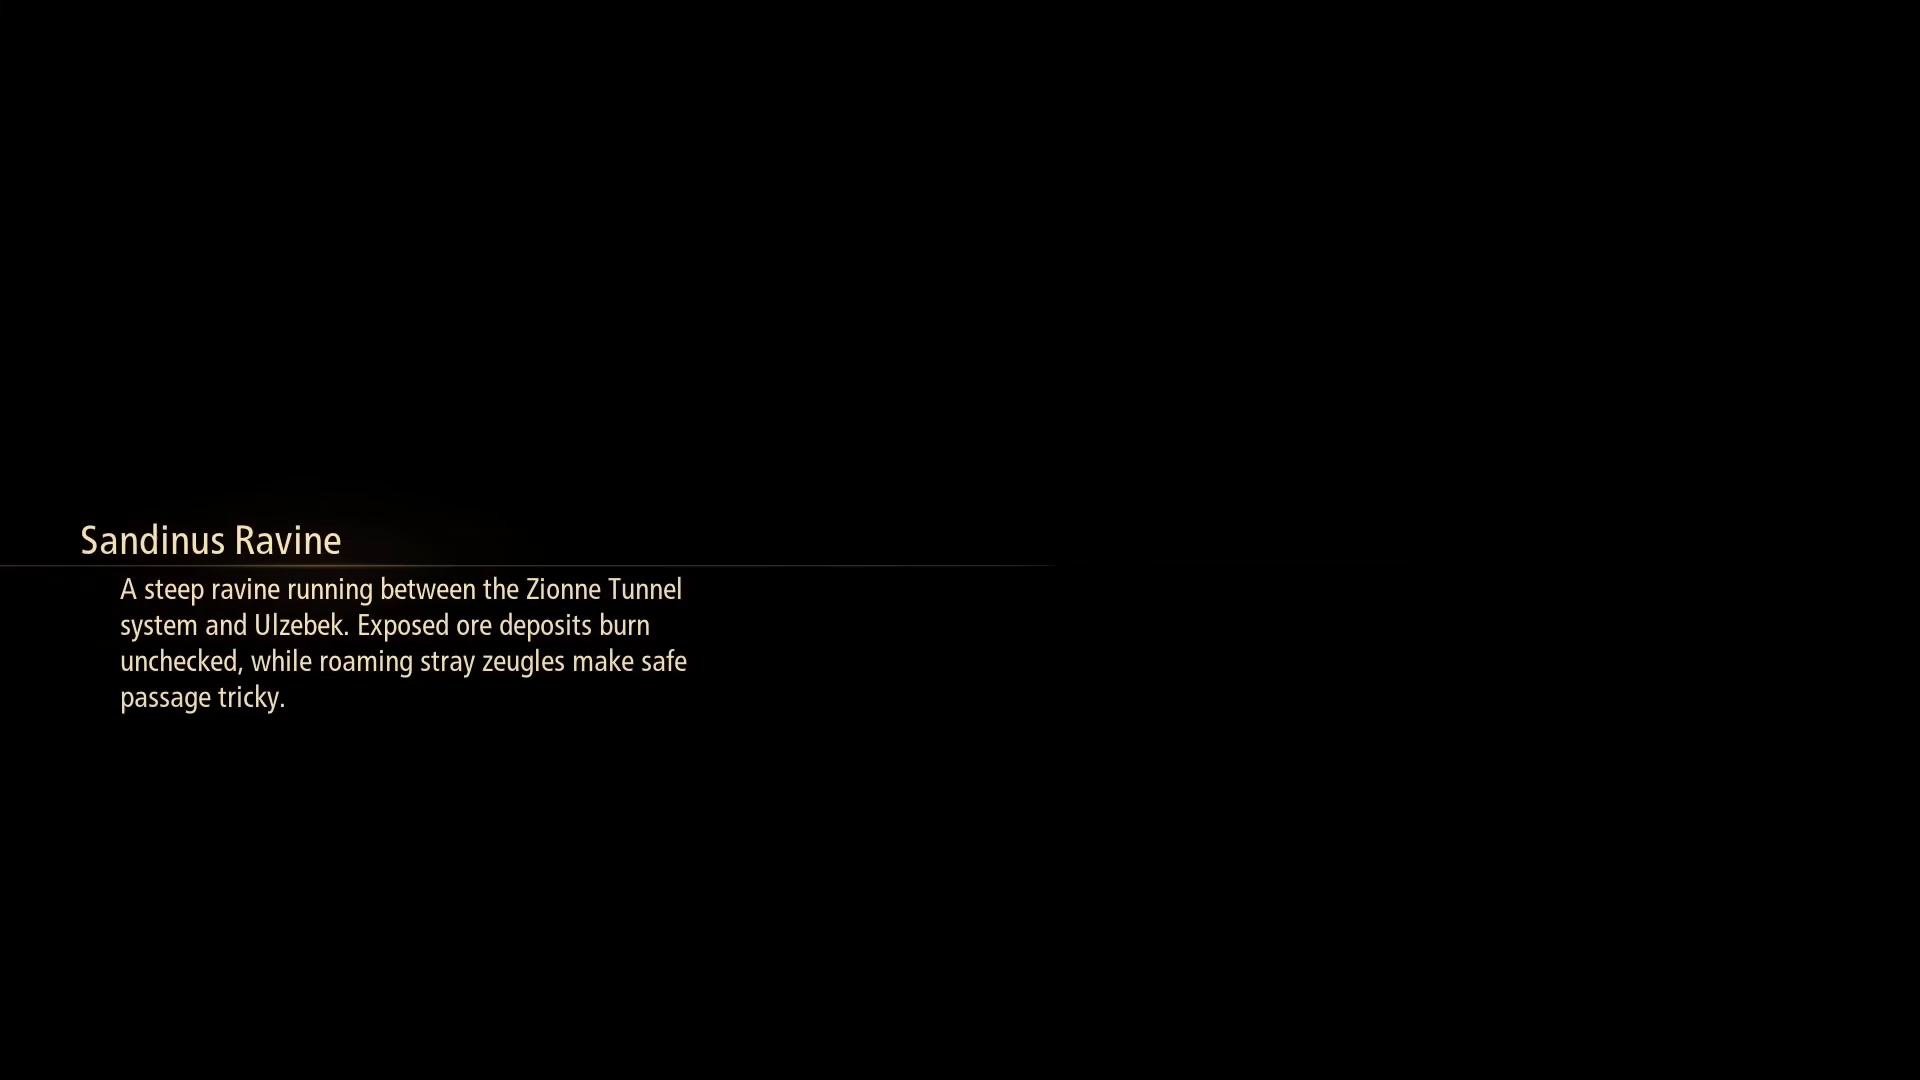 Sandinus Ravine
A steep ravine running between the Zionne Tunnel
system and Ulzebek. Exposed ore deposits burn
unchecked, while roaming stray zeugles make safe
passage tricky.